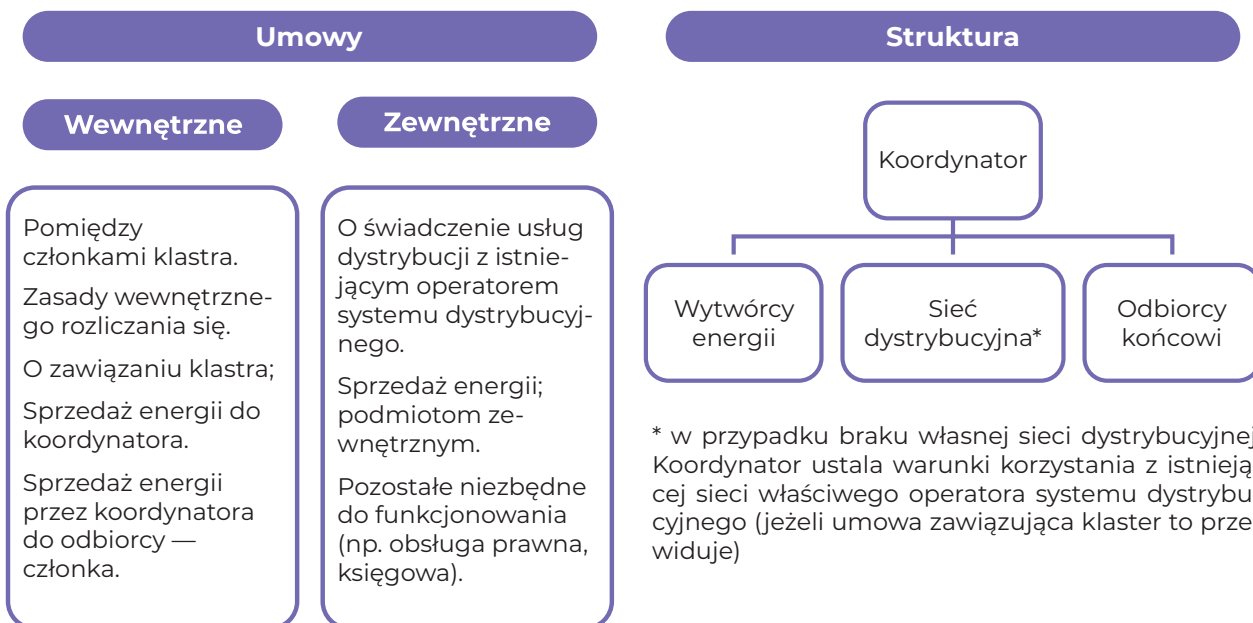 Umowy
Wewnętrzne
Pomiędzy
członkami klastra.
Zasady wewnętrzne-
go rozliczania się.
O zawiązaniu klastra;
Sprzedaż energii do
koordynatora.
Sprzedaż energii
przez koordynatora
do odbiorcy —
członka.
Zewnętrzne
O świadczenie usług
dystrybucji z istnie-
jącym operatorem
systemu dystrybucyj-
nego.
Sprzedaż energii;
podmiotom ze-
wnętrznym.
Pozostałe niezbędne
do funkcjonowania
(np. obsługa prawna,
księgowa).
Struktura
Koordynator
Wytwórcy
energii
Sieć
dystrybucyjna*
Odbiorcy
końcowi
* w przypadku braku własnej sieci dystrybucyjnej
Koordynator ustala warunki korzystania z istnieją-
cej sieci właściwego operatora systemu dystrybu
cyjnego (jeżeli umowa zawiązująca klaster to prze
widuje)